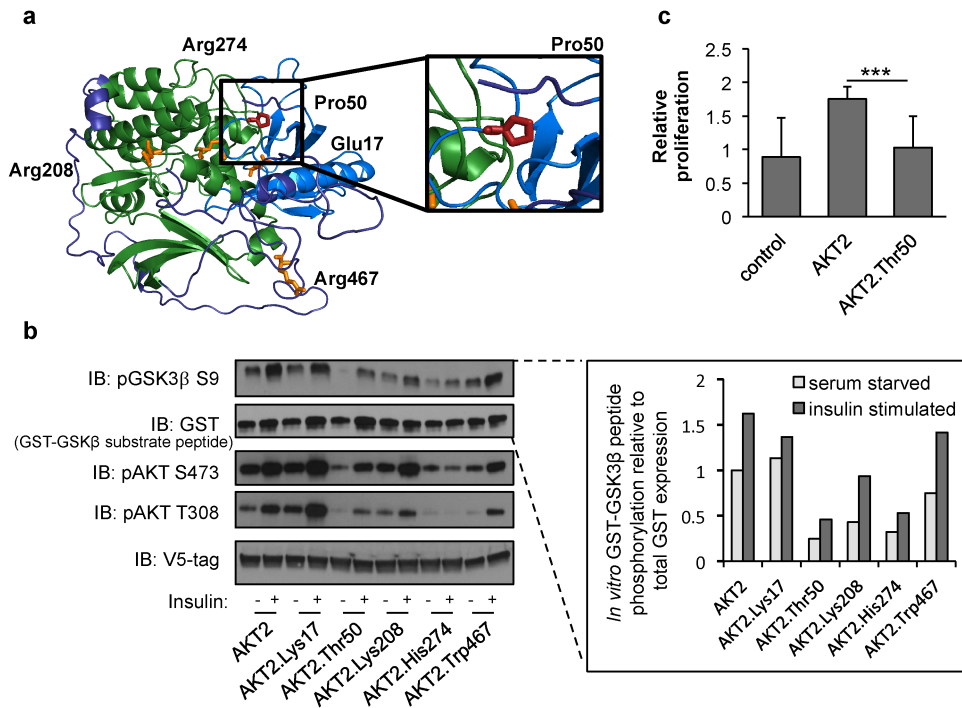 a
Arg274
Pro50
Glu17
Arg208
Arg467
Pro50
c
Relative
proliferation
2.5
2
1.5
1
0.5
0
***
control
AKT2
AKT2.Thr50
b
IB: pGSK3β S9
IB: GST
(GST-GSKβ substrate peptide)
IB: pAKT S473
IB: pAKT T308
IB: V5-tag
Insulin: - + - + - + - + - + - +
AKT2
AKT2.Lys17
AKT2.Thr50
AKT2.Lys208
AKT2.His274
AKT2.Trp467
In vitro GST-GSK3β peptide
phosphorylation relative to
total GST expression
2
1.5
1
0.5
0
serum starved
insulin stimulated
AKT2
AKT2.Lys17
AKT2.Thr50
AKT2.Lys208
AKT2.His274
AKT2.Trp467